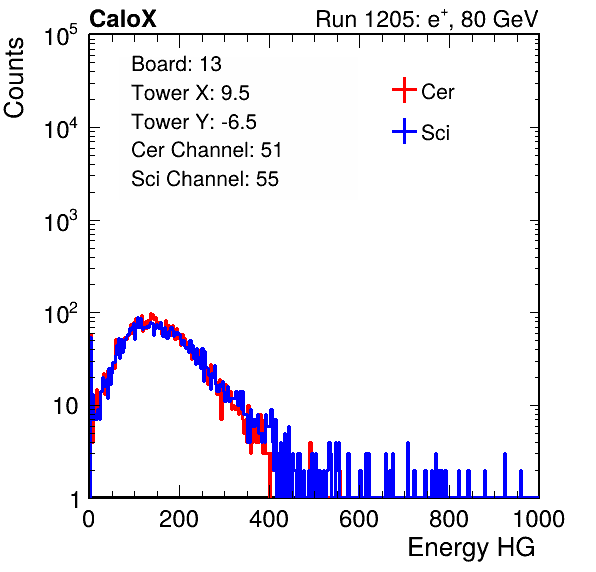 CaloX Run 1205: e⁺, 80 GeV
Counts
Board: 13
Tower X: 9.5
Tower Y: -6.5
Cer Channel: 51
Sci Channel: 55
Cer
Sci
10⁵
10⁴
10³
10²
10
1
0 200 400 600 800 1000
Energy HG